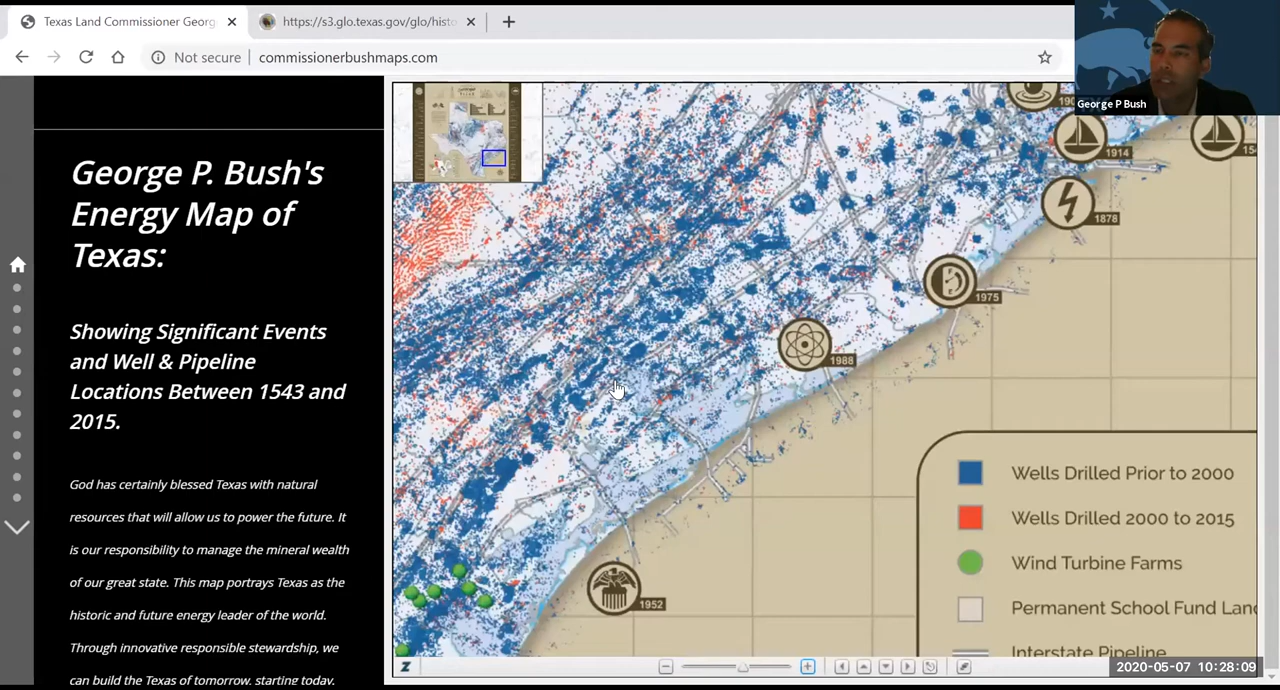 Texas Land Commissioner Georg
https://s3.glo.texas.gov/glo/histo
Not secure
commissionerbushmaps.com
George P Bush
George P. Bush's
Energy Map of
Texas:
Showing Significant Events
and Well & Pipeline
Locations Between 1543 and
2015.
God has certainly blessed Texas with natural
resources that will allow us to power the future. It
is our responsibility to manage the mineral wealth
of our great state. This map portrays Texas as the
historic and future energy leader of the world.
Through innovative responsible stewardship, we
can build the Texas of tomorrow, starting today.
1914
1878
1975
1988
1952
Wells Drilled Prior to 2000
Wells Drilled 2000 to 2015
Wind Turbine Farms
Permanent School Fund Lan
Interstate Pipeline
Z
2020-05-07 10:28:09